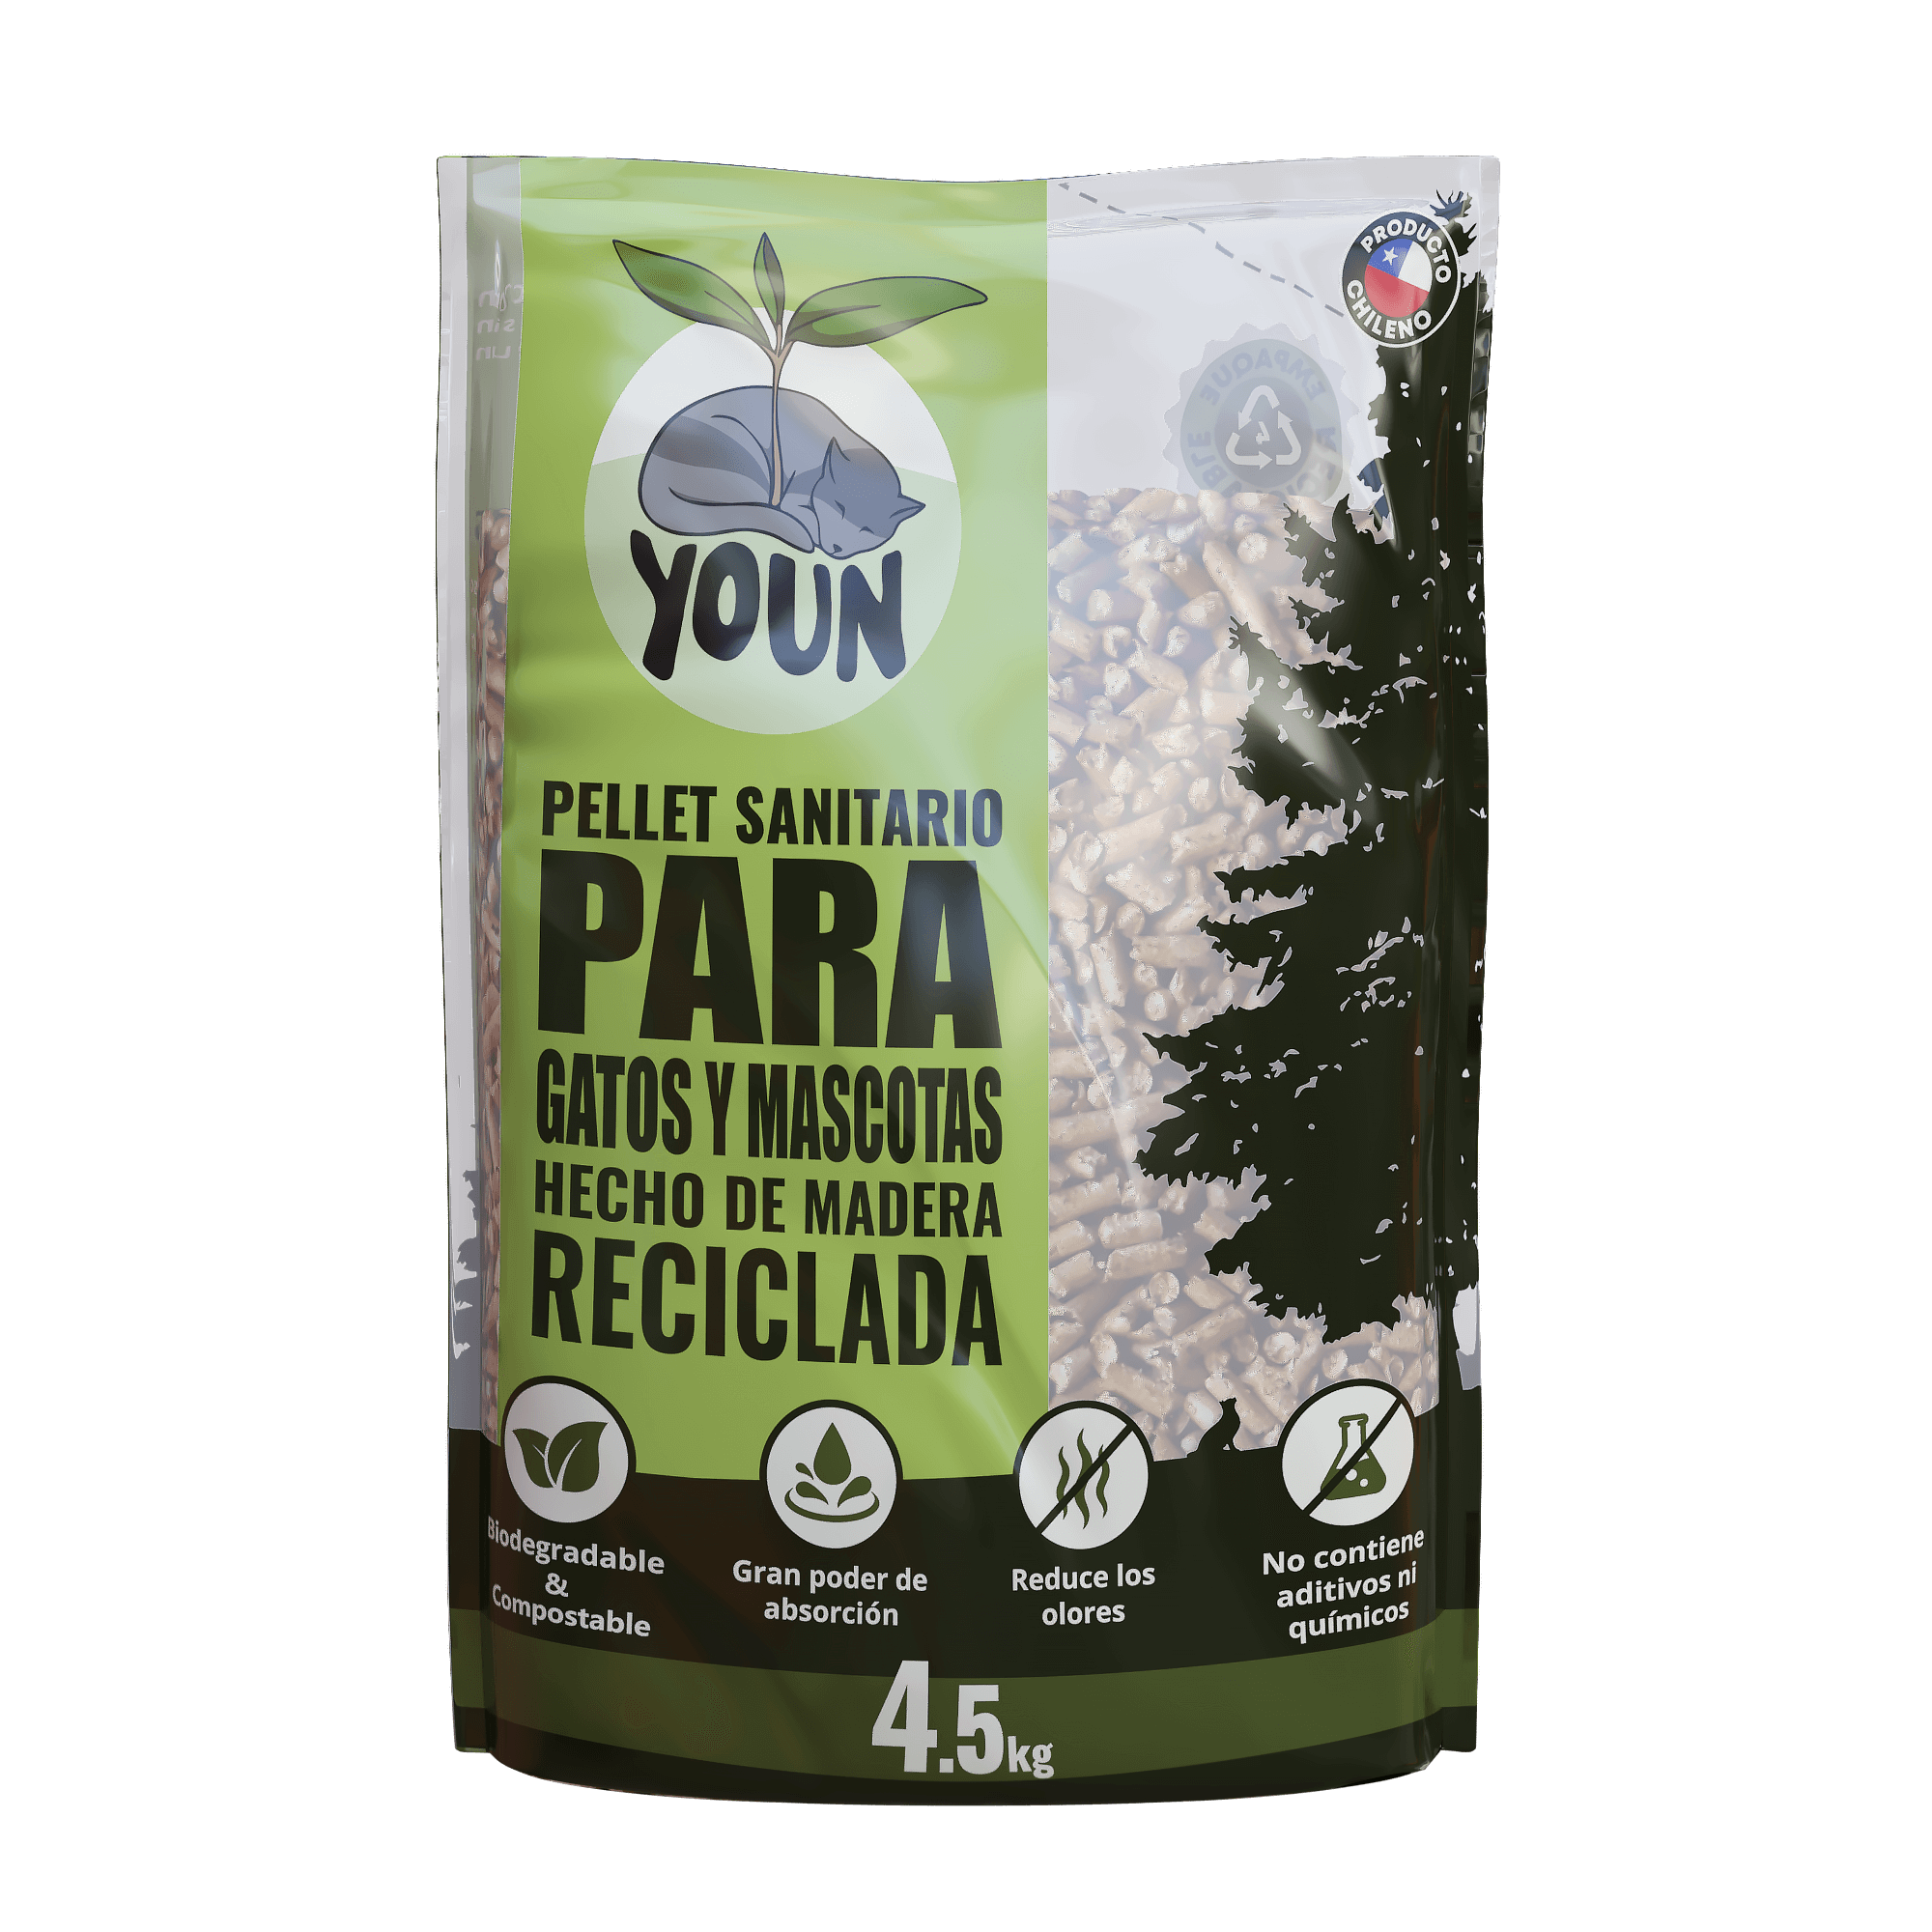 PRODUCTO
CHILENO
EMPAQUE
YOUN
PELLET SANITARIO
PARA
GATOS Y MASCOTAS
HECHO DE MADERA
RECICLADA
Biodegradable
&
Compostable
Gran poder de
absorción
Reduce los
olores
No contiene
aditivos ni
químicos
4.5kg